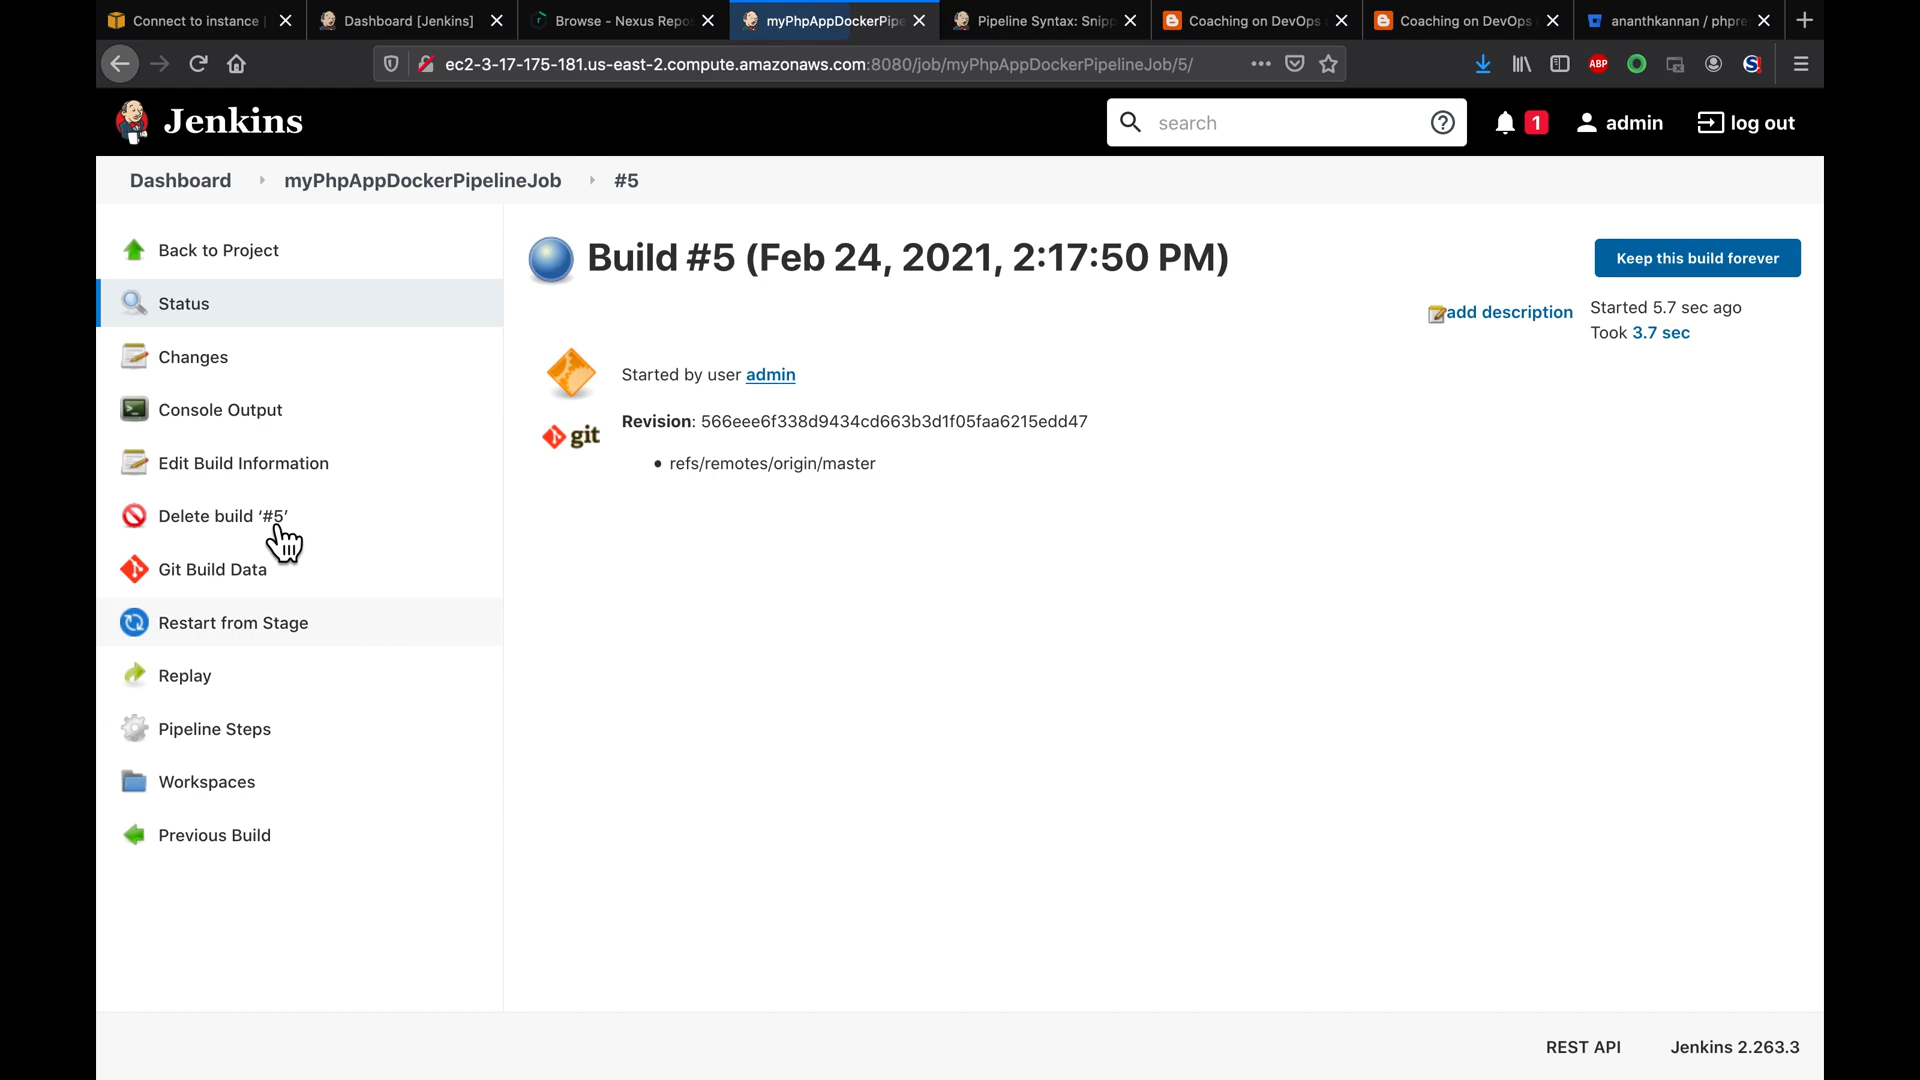 Connect to instance
Dashboard [Jenkins]
Browse - Nexus Repo
myPhpAppDockerPipe
Pipeline Syntax: Snip
Coaching on DevOps
Coaching on DevOps
ananthkannan / phpre
ec2-3-17-175-181.us-east-2.compute.amazonaws.com:8080/job/myPhpAppDockerPipelineJob/5/
ABP
Jenkins
search
1
admin
log out
Dashboard
myPhpAppDockerPipelineJob
#5
Back to Project
Status
Changes
Console Output
Edit Build Information
Delete build ‘#5’
Git Build Data
Restart from Stage
Replay
Pipeline Steps
Workspaces
Previous Build
Build #5 (Feb 24, 2021, 2:17:50 PM)
Keep this build forever
add description
Started 5.7 sec ago
Took 3.7 sec
Started by user admin
git
Revision: 566eee6f338d9434cd663b3d1f05faa6215edd47
• refs/remotes/origin/master
REST API
Jenkins 2.263.3